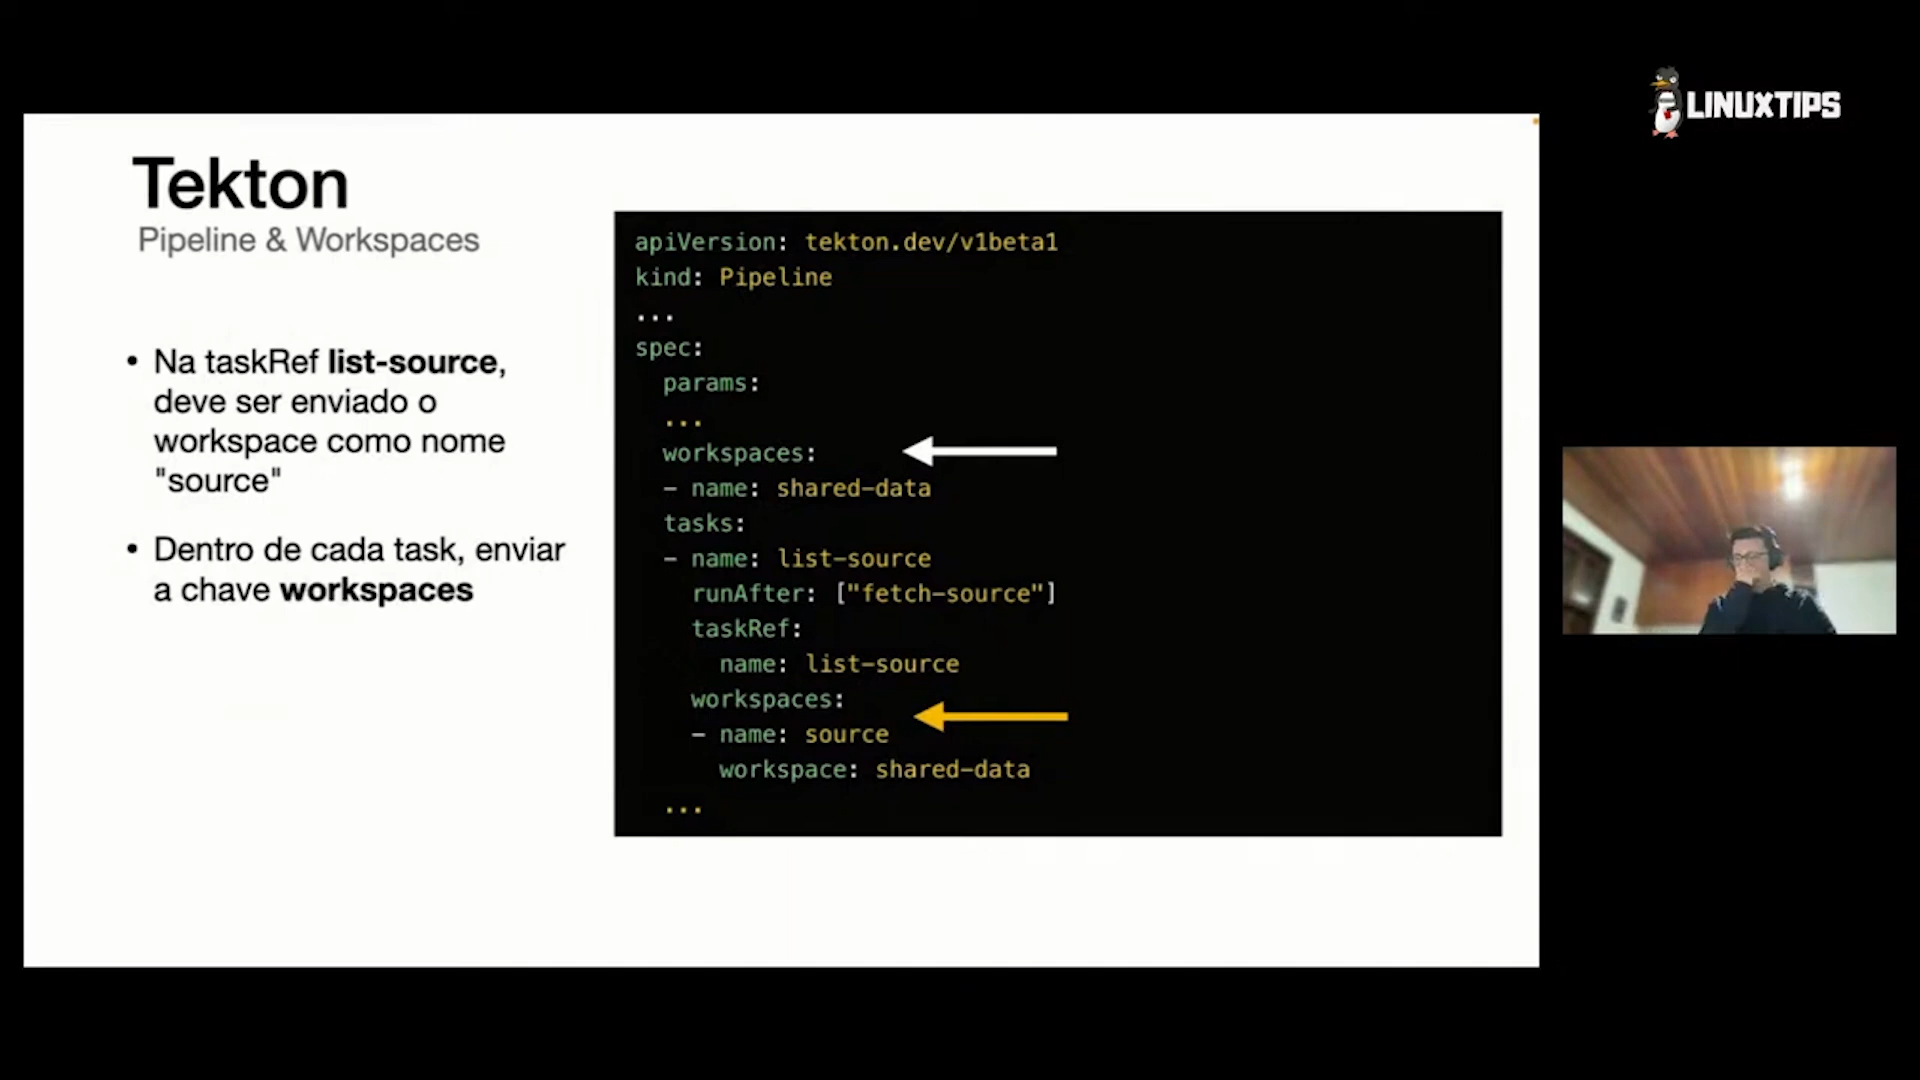 LINUXTIPS
Tekton
Pipeline & Workspaces
• Na taskRef list-source,
deve ser enviado o
workspace como nome
"source"
• Dentro de cada task, enviar
a chave workspaces
apiVersion: tekton.dev/v1beta1
kind: Pipeline
...
spec:
  params:
  ...
  workspaces:
  - name: shared-data
  tasks:
  - name: list-source
    runAfter: ["fetch-source"]
    taskRef:
      name: list-source
    workspaces:
    - name: source
      workspace: shared-data
  ...